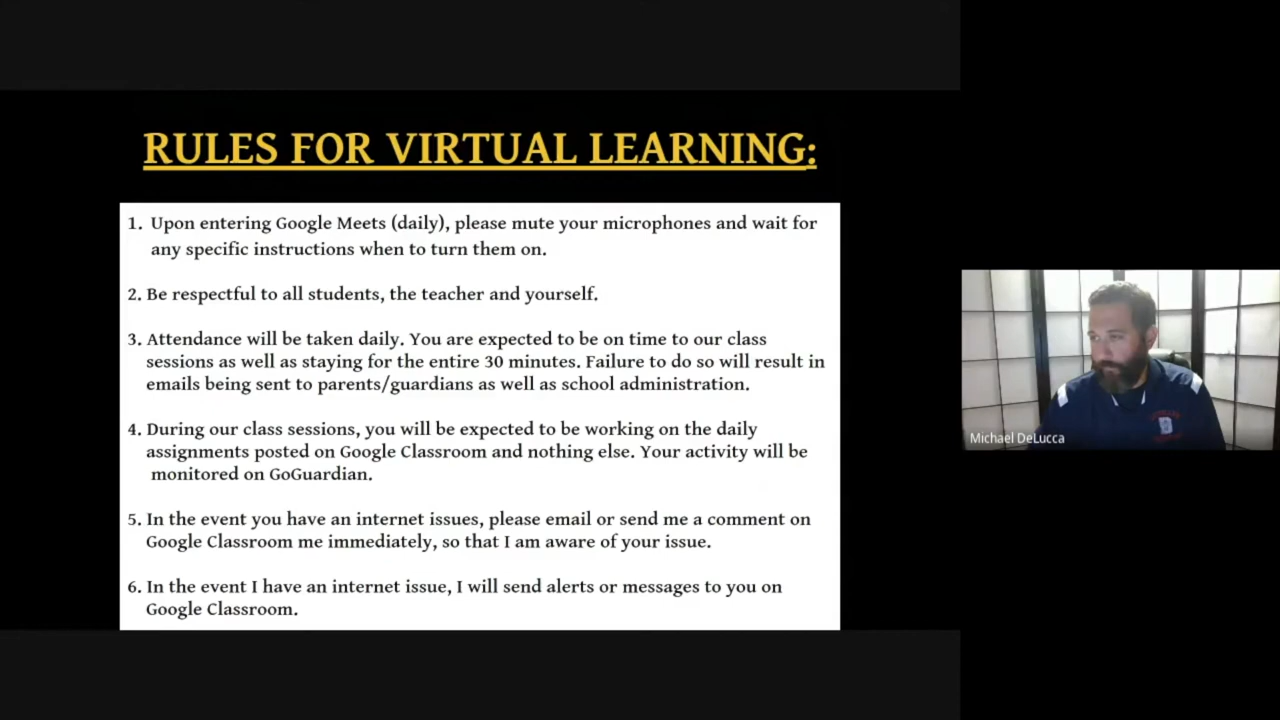 RULES FOR VIRTUAL LEARNING:
1. Upon entering Google Meets (daily), please mute your microphones and wait for
any specific instructions when to turn them on.
2. Be respectful to all students, the teacher and yourself.
3. Attendance will be taken daily. You are expected to be on time to our class
sessions as well as staying for the entire 30 minutes. Failure to do so will result in
emails being sent to parents/guardians as well as school administration.
4. During our class sessions, you will be expected to be working on the daily
assignments posted on Google Classroom and nothing else. Your activity will be
monitored on GoGuardian.
5. In the event you have an internet issues, please email or send me a comment on
Google Classroom me immediately, so that I am aware of your issue.
6. In the event I have an internet issue, I will send alerts or messages to you on
Google Classroom.
Michael DeLucca